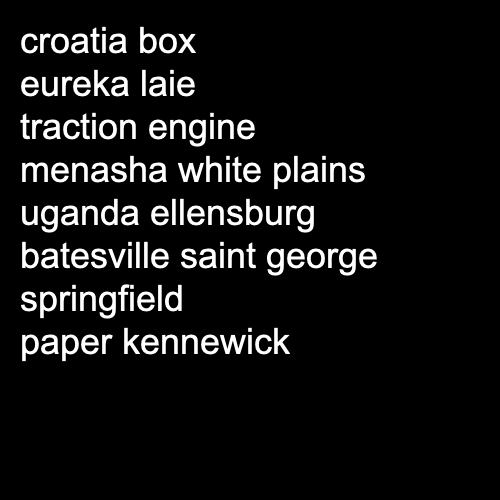 croatia box
eureka laie
traction engine
menasha white plains
uganda ellensburg
batesville saint george
springfield
paper kennewick